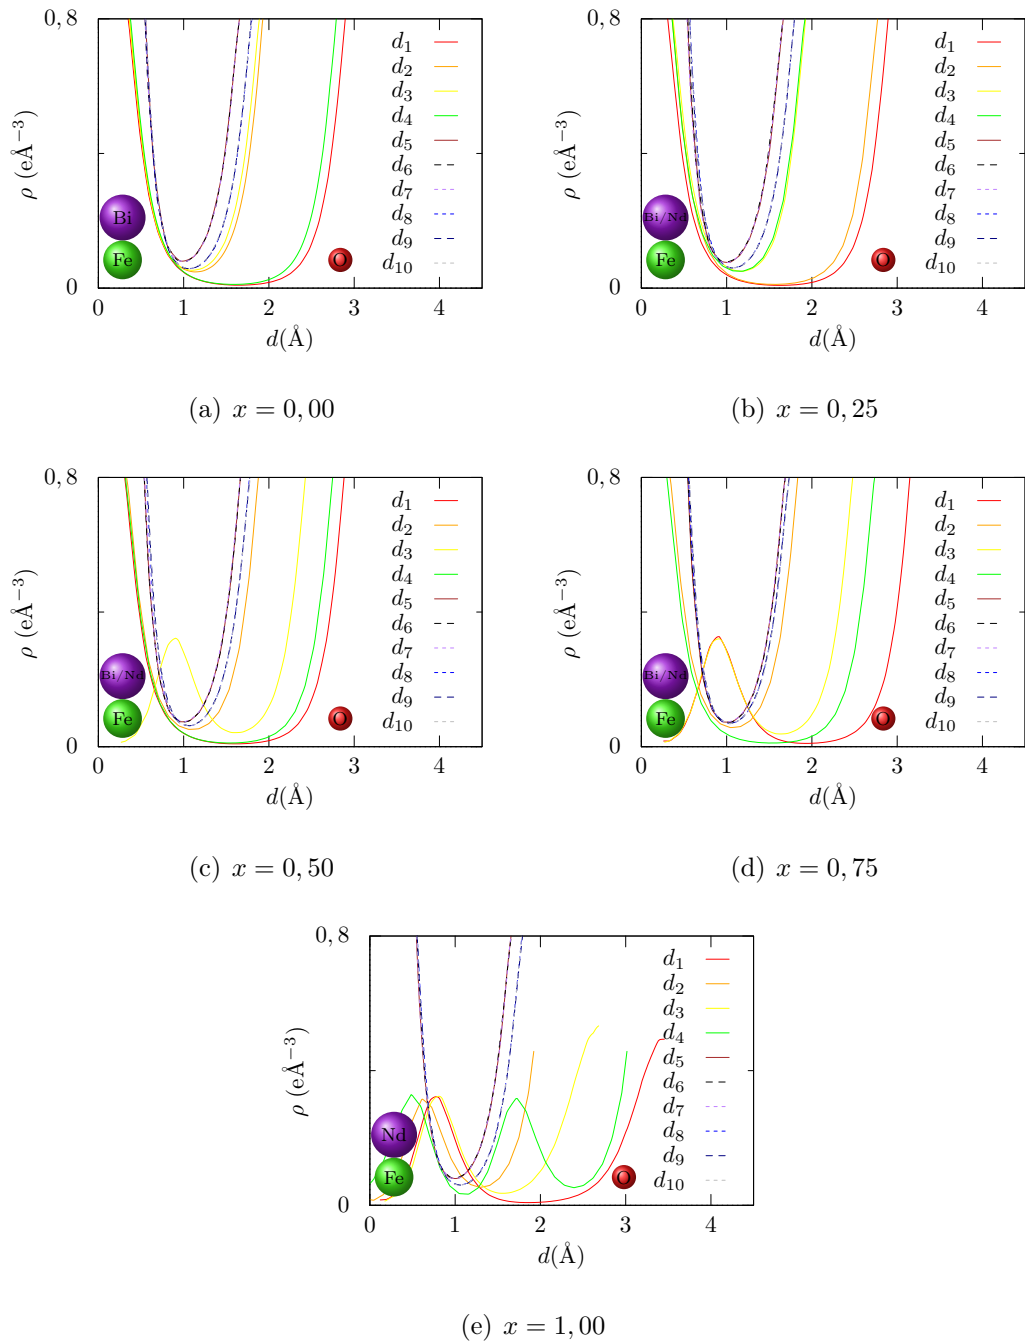 0,8
ρ (eÅ⁻³)
0
0 1 2 3 4
d(Å)
d₁
d₂
d₃
d₄
d₅
d₆
d₇
d₈
d₉
d₁₀
Bi
Fe
O
(a) x = 0, 00
0,8
ρ (eÅ⁻³)
0
0 1 2 3 4
d(Å)
d₁
d₂
d₃
d₄
d₅
d₆
d₇
d₈
d₉
d₁₀
Bi/Nd
Fe
O
(b) x = 0, 25
0,8
ρ (eÅ⁻³)
0
0 1 2 3 4
d(Å)
d₁
d₂
d₃
d₄
d₅
d₆
d₇
d₈
d₉
d₁₀
Bi/Nd
Fe
O
(c) x = 0, 50
0,8
ρ (eÅ⁻³)
0
0 1 2 3 4
d(Å)
d₁
d₂
d₃
d₄
d₅
d₆
d₇
d₈
d₉
d₁₀
Bi/Nd
Fe
O
(d) x = 0, 75
0,8
ρ (eÅ⁻³)
0
0 1 2 3 4
d(Å)
d₁
d₂
d₃
d₄
d₅
d₆
d₇
d₈
d₉
d₁₀
Nd
Fe
O
(e) x = 1, 00